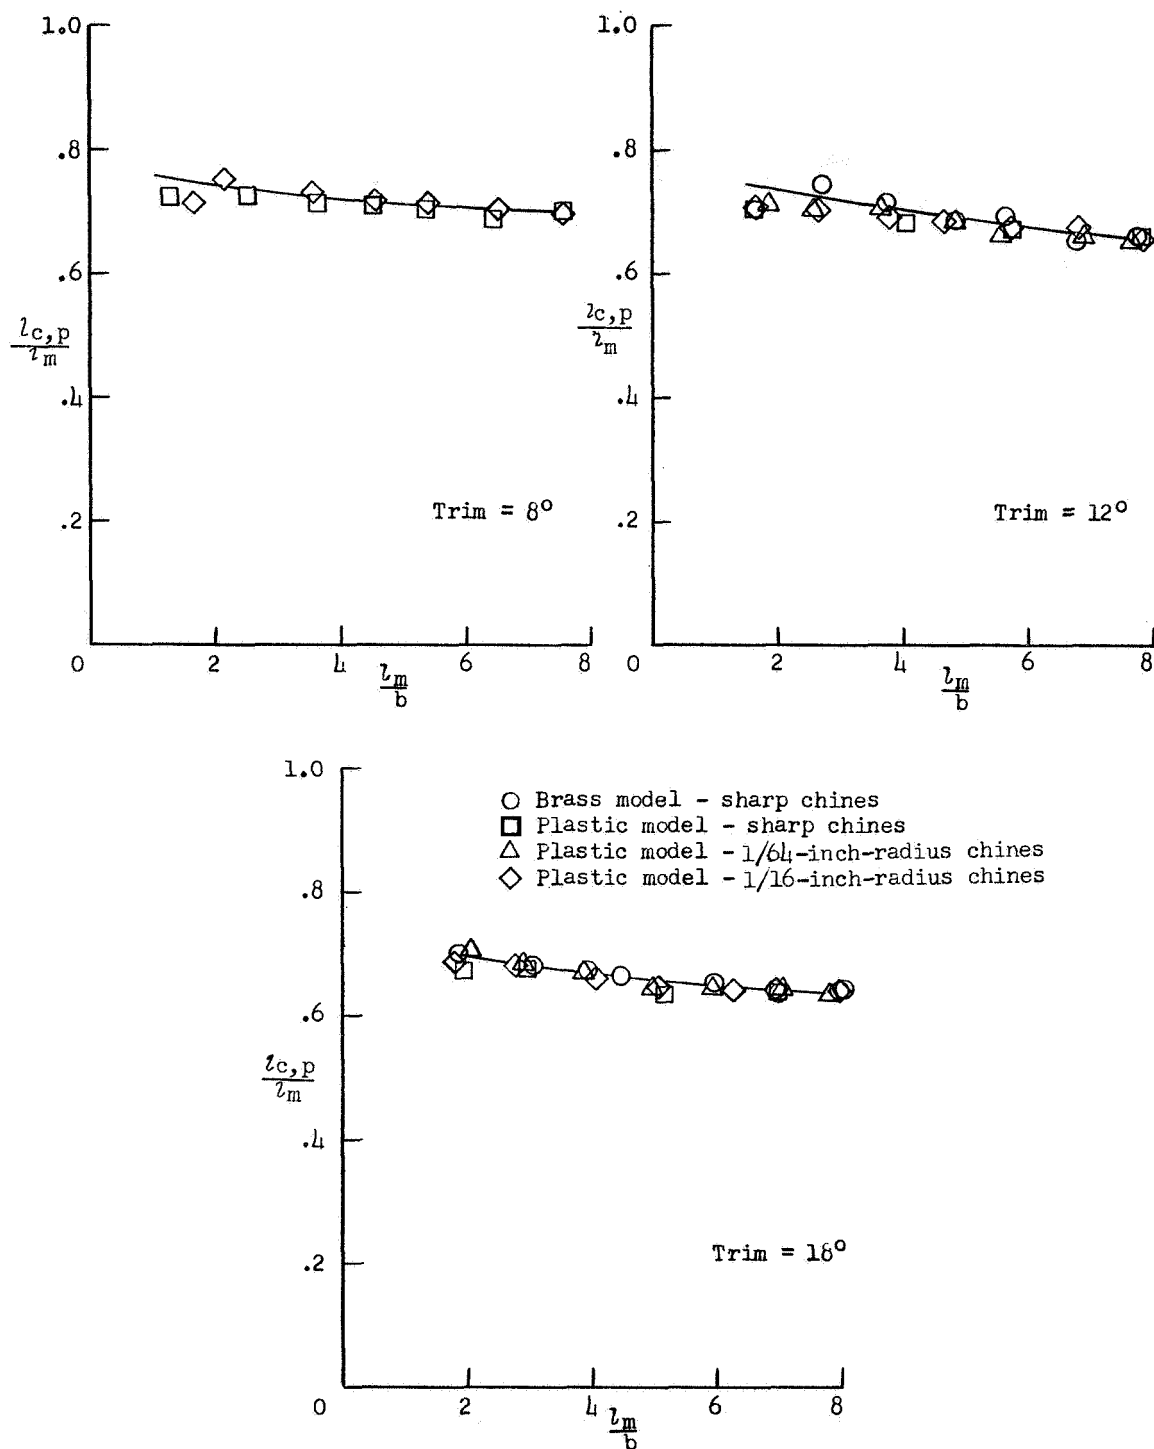 1.0
.8
.6
lc,p
lm
.4
.2
Trim = 8°
0
2
4
6
8
lm
b
1.0
.8
.6
lc,p
lm
.4
.2
Trim = 12°
0
2
4
6
8
lm
b
1.0
Brass model - sharp chines
Plastic model - sharp chines
Plastic model - 1/64-inch-radius chines
Plastic model - 1/16-inch-radius chines
.8
.6
lc,p
lm
.4
.2
Trim = 18°
0
2
4
6
8
lm
b